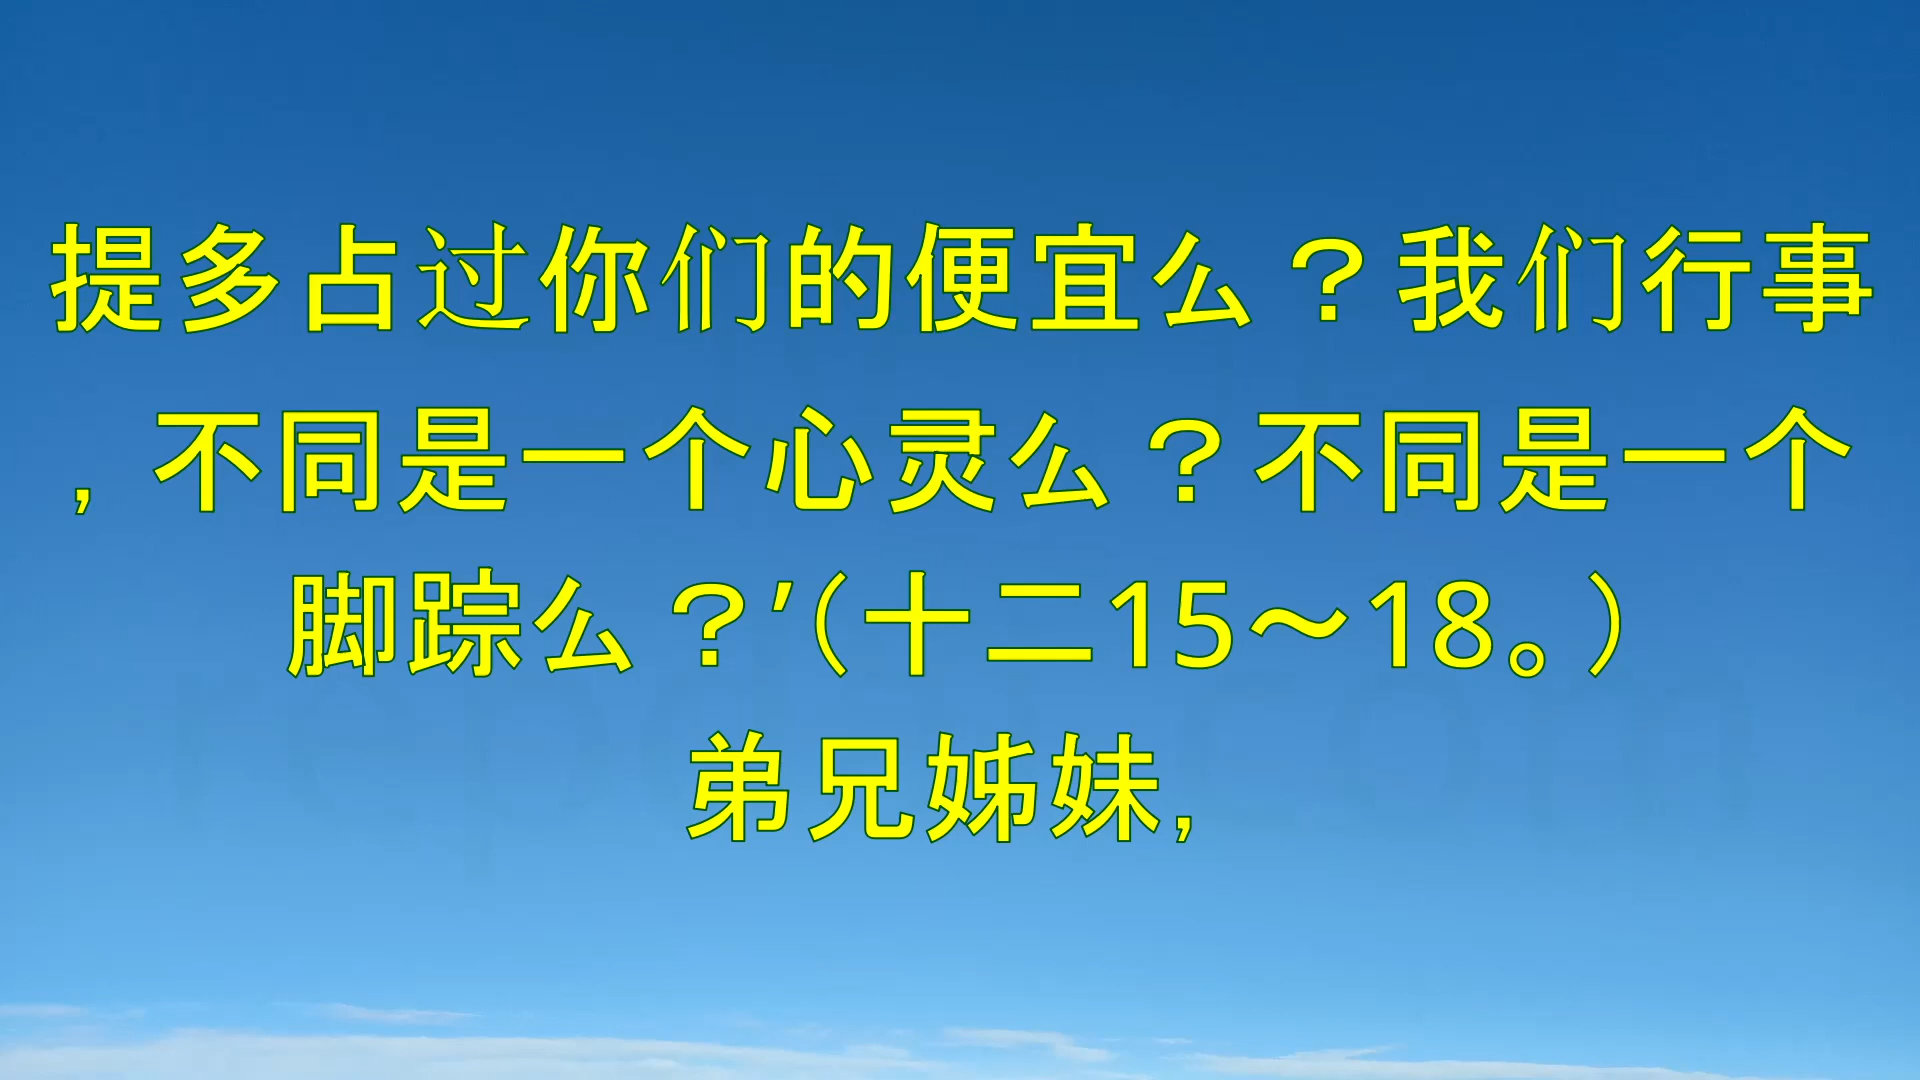 提多占过你们的便宜么？我们行事
，不同是一个心灵么？不同是一个
脚踪么？’（十二15～18。）
弟兄姊妹，